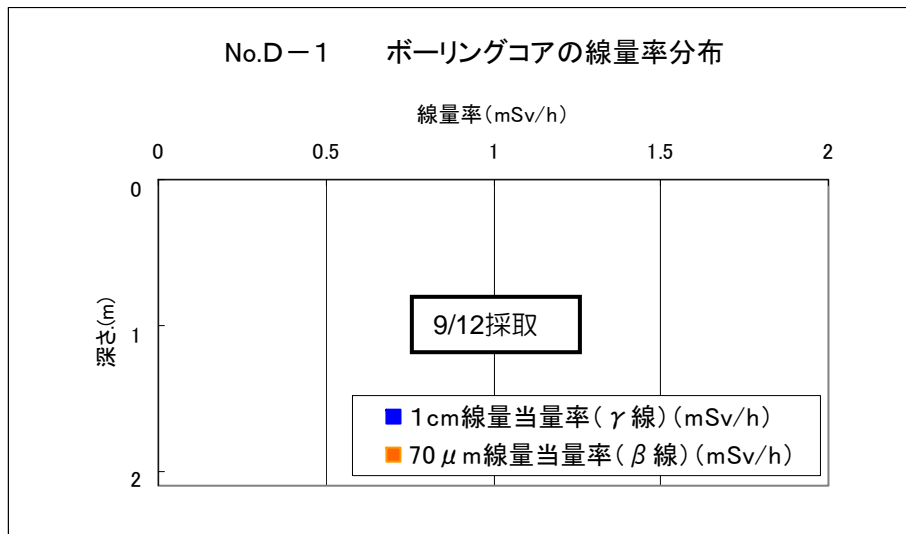 No.D－1　　ボーリングコアの線量率分布
線量率(mSv/h)
0 0.5 1 1.5 2
0
1
2
深さ(m)
9/12採取
1cm線量当量率(γ線)(mSv/h)
70μm線量当量率(β線)(mSv/h)